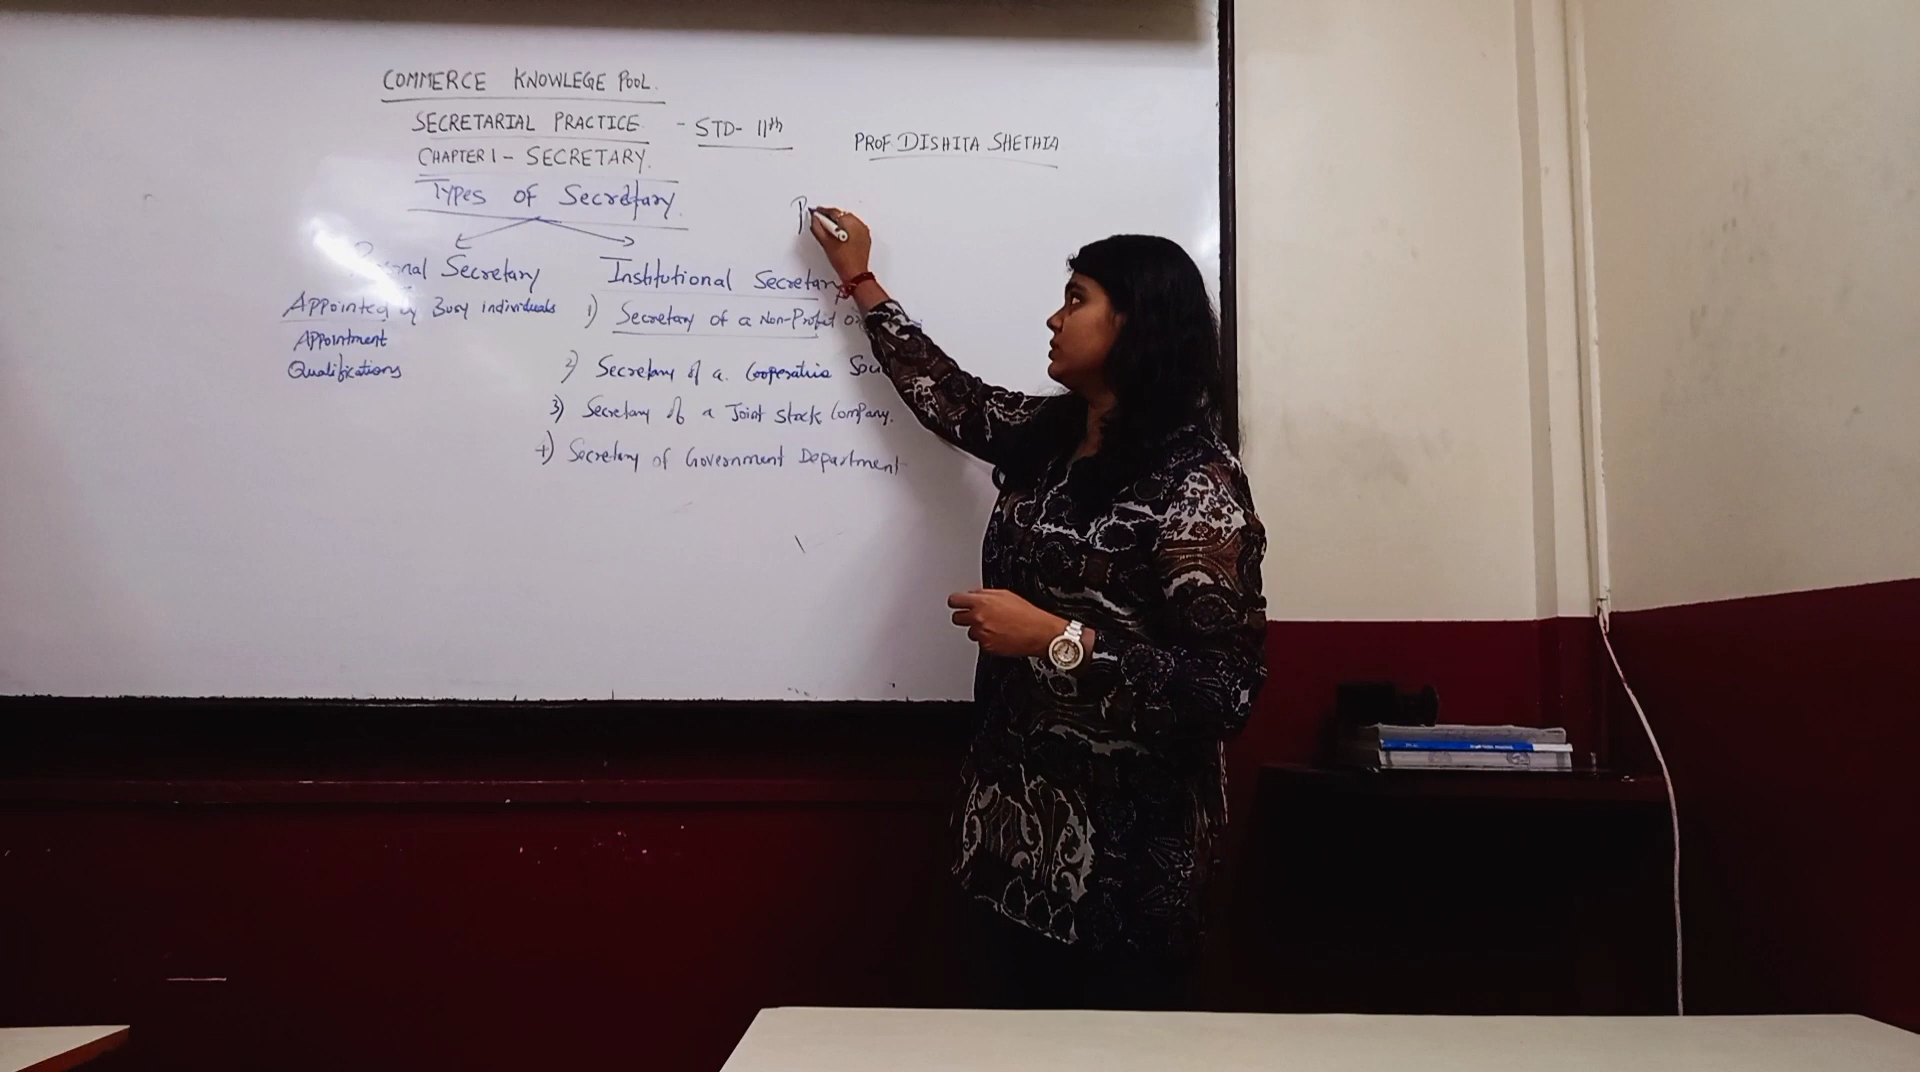 COMMERCE KNOWLEGE POOL.
SECRETARIAL PRACTICE - STD- 11th
PROF DISHITA SHETHIA
CHAPTER 1 - SECRETARY.
Types of Secretary.
Secretary
Institutional Secretary
Appointed by Busy individuals
Appointment
Qualifications
1) Secretary of a Non-Profit
2) Secretary of a. Cooperative
3) Secretary of a Joint Stock Company.
4) Secretary of Government Department